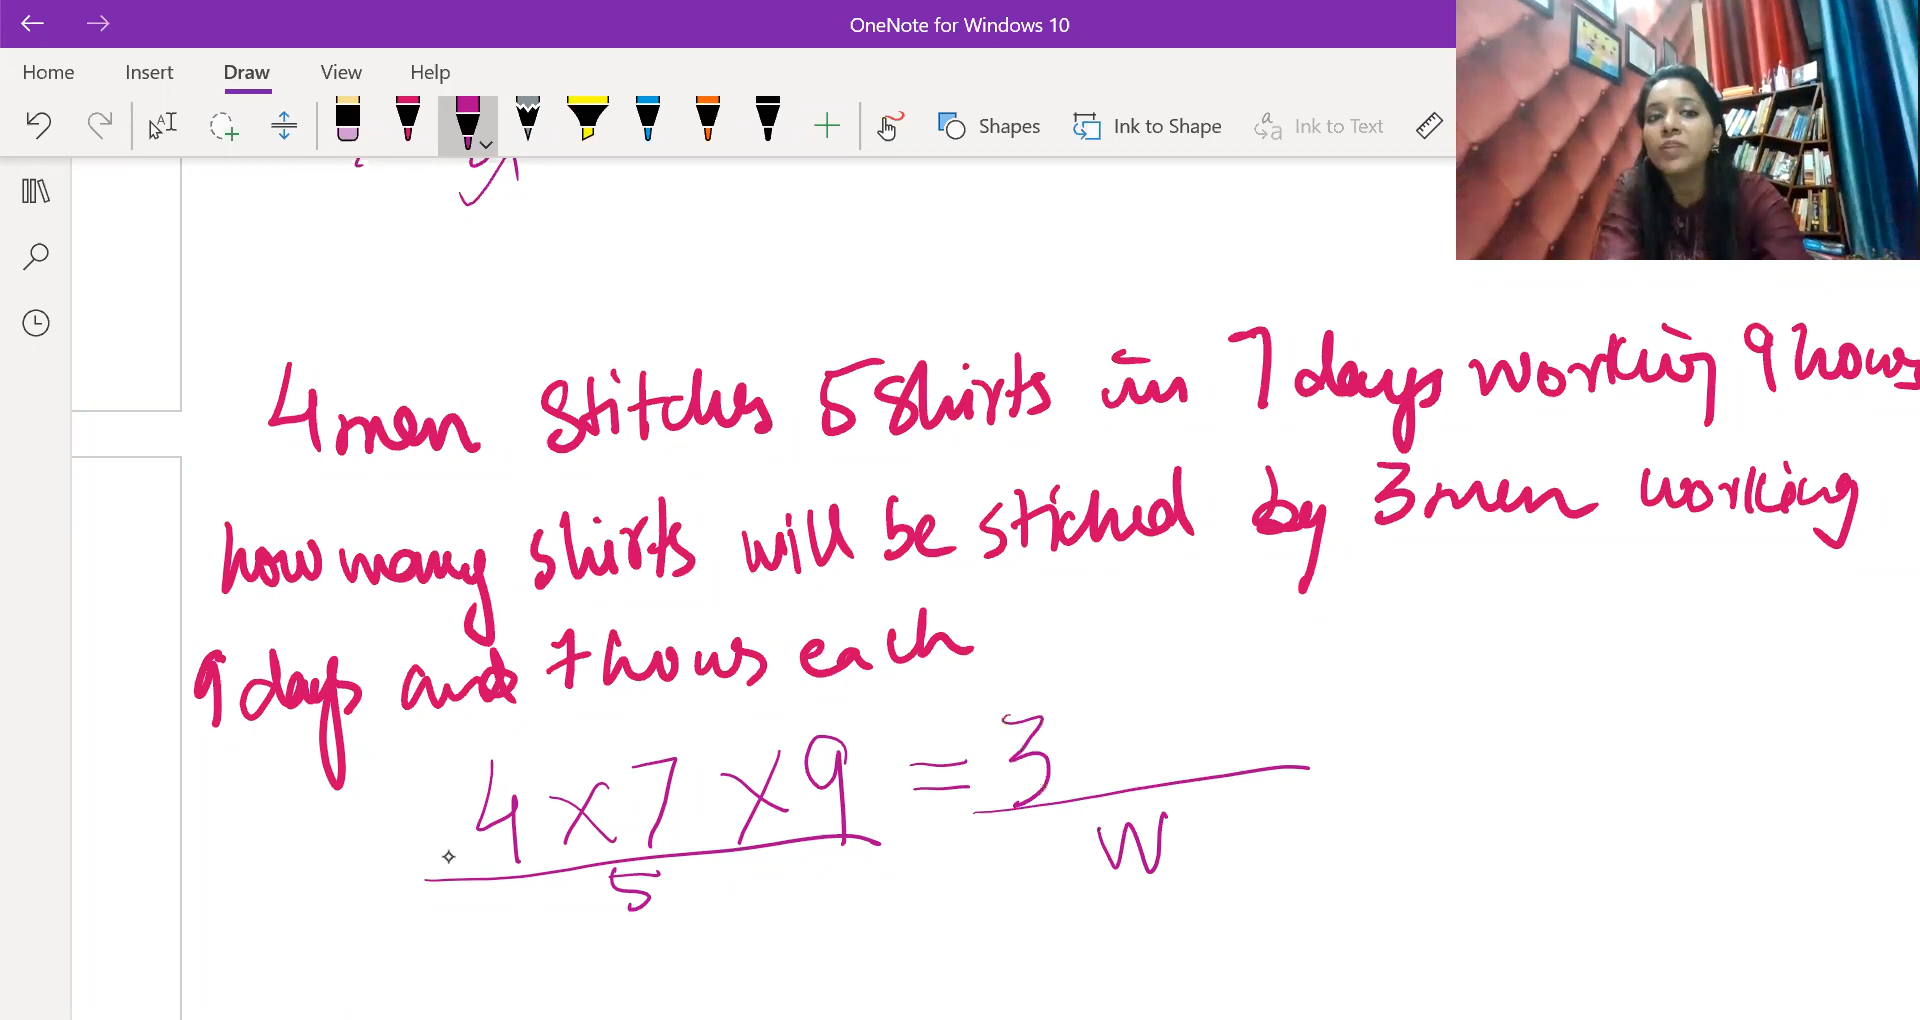 OneNote for Windows 10
Home Insert Draw View Help
Shapes Ink to Shape Ink to Text
4 men stitches 5 shirts in 7 days working 9 hours
how many shirts will be stiched by 3 men working
9 days and 7 hours each
4 × 7 × 9 = 3
5 W